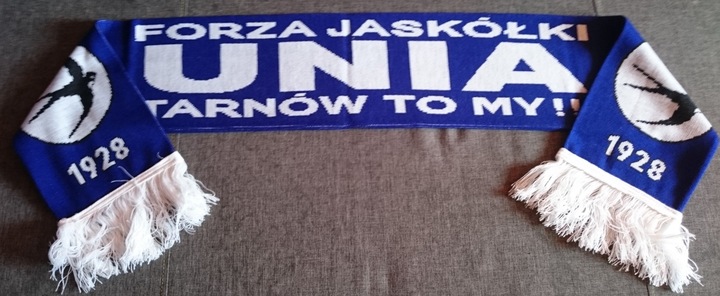 FORZA JASKÓŁKI
UNIA
TARNÓW TO MY!!
1928
1928